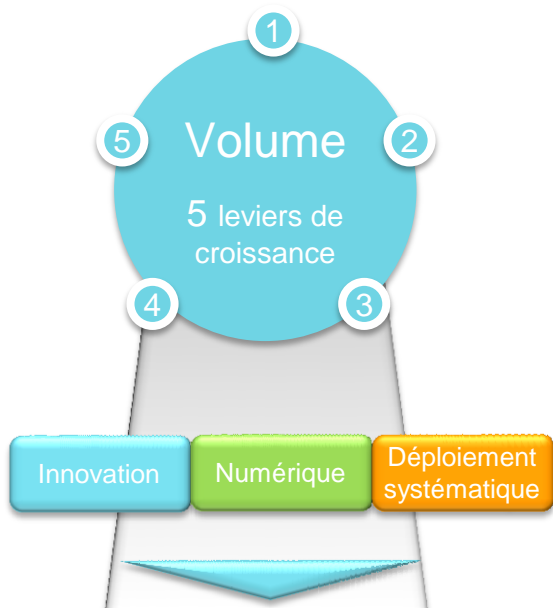 1
5
Volume
2
5 leviers de
croissance
4
3
Innovation
Numérique
Déploiement
systématique